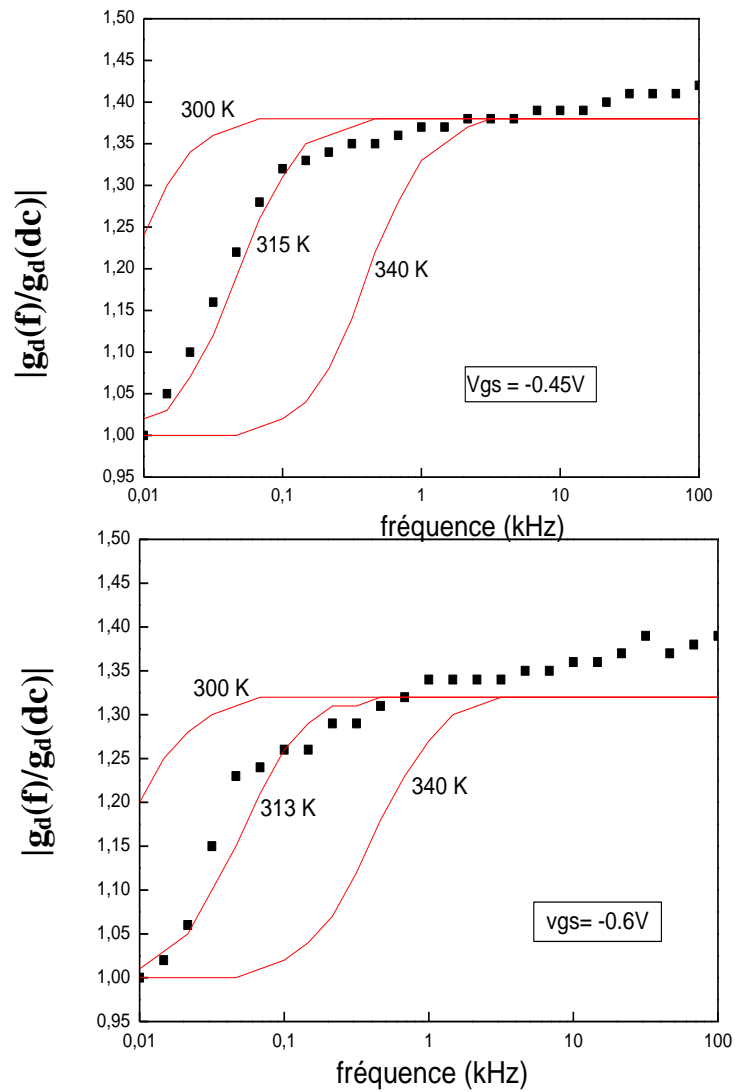 1,50
1,45
1,40
1,35
1,30
1,25
1,20
1,15
1,10
1,05
1,00
0,95
|gd(f)/gd(dc)|
300 K
315 K
340 K
Vgs = -0.45V
0,01 0,1 1 10 100
fréquence (kHz)
1,50
1,45
1,40
1,35
1,30
1,25
1,20
1,15
1,10
1,05
1,00
0,95
|gd(f)/gd(dc)|
300 K
313 K
340 K
vgs= -0.6V
0,01 0,1 1 10 100
fréquence (kHz)